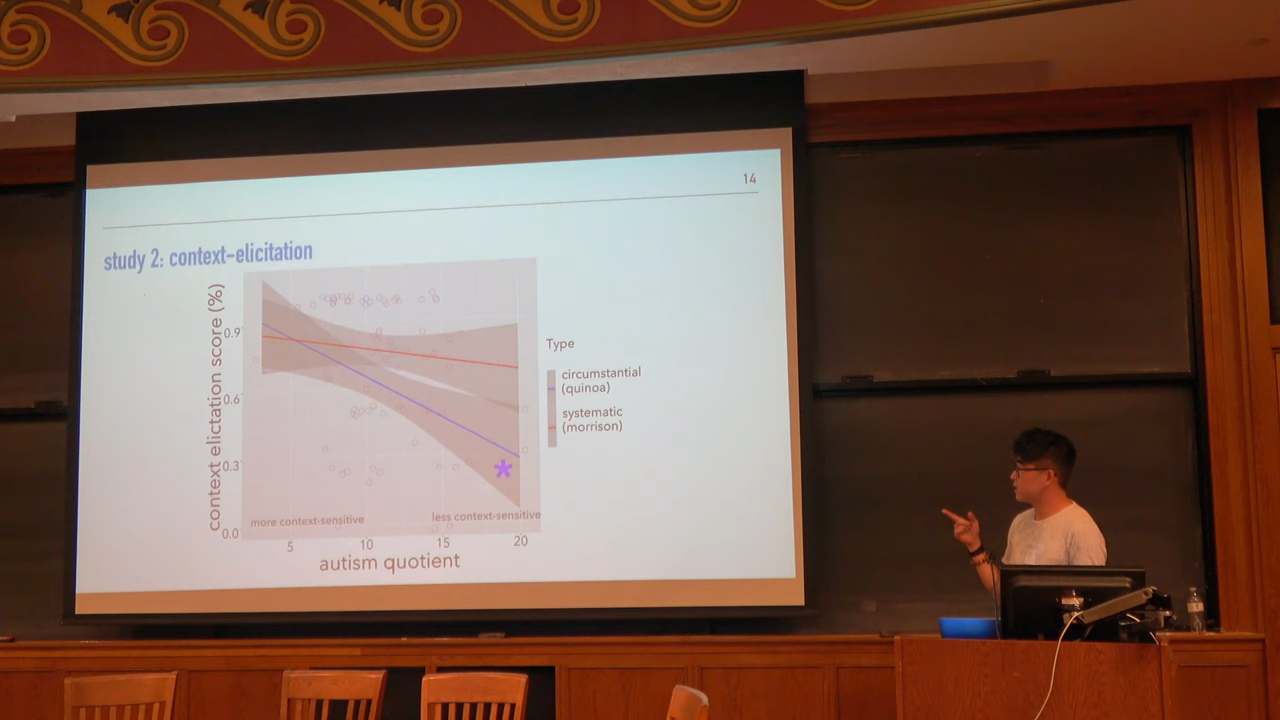 14
study 2: context-elicitation
context elictation score (%)
0.9
0.6
0.3
0.0
more context-sensitive
less context-sensitive
5
10
15
20
autism quotient
*
Type
circumstantial
(quinoa)
systematic
(morrison)